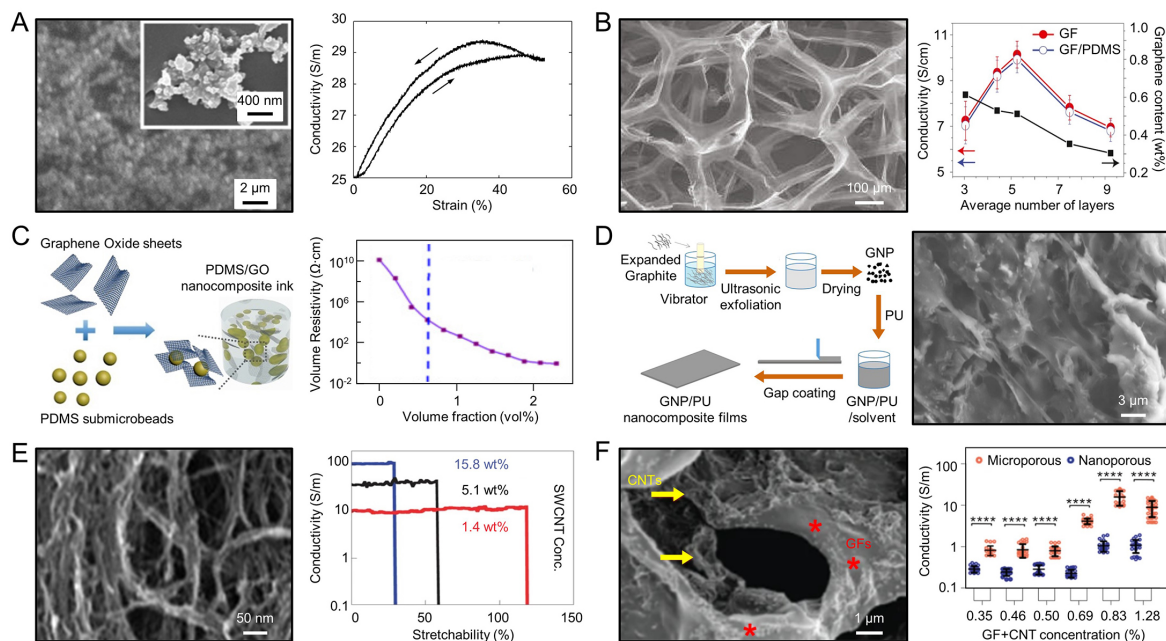 A
400 nm
2 µm
Conductivity (S/m)
30
29
28
27
26
25
0
20
40
60
Strain (%)
B
100 µm
Conductivity (S/cm)
11
9
7
5
GF
GF/PDMS
1.0
0.8
0.6
0.4
0.2
Graphene content (wt%)
3
4
5
6
7
8
9
Average number of layers
C
Graphene Oxide sheets
PDMS/GO
nanocomposite ink
PDMS submicrobeads
Volume Resistivity (Ω·cm)
10^10
10^6
10^2
10^-2
0
1
2
Volume fraction (vol%)
D
Expanded
Graphite
Vibrator
Ultrasonic
exfoliation
Drying
GNP
PU
GNP/PU
/solvent
Gap coating
GNP/PU
nanocomposite films
3 µm
E
50 nm
Conductivity (S/m)
100
10
1
0.1
15.8 wt%
5.1 wt%
1.4 wt%
SWCNT Conc.
0
50
100
150
Stretchability (%)
F
CNTs
GFs
* * *
1 µm
Microporous
Nanoporous
Conductivity (S/m)
100
10
1
0.1
****
****
****
****
****
****
0.35
0.46
0.50
0.69
0.83
1.28
GF+CNT concentration (%)